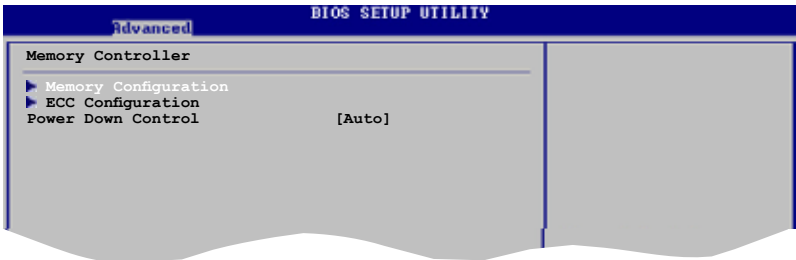 BIOS SETUP UTILITY
Advanced
Memory Controller
Memory Configuration
ECC Configuration
Power Down Control [Auto]